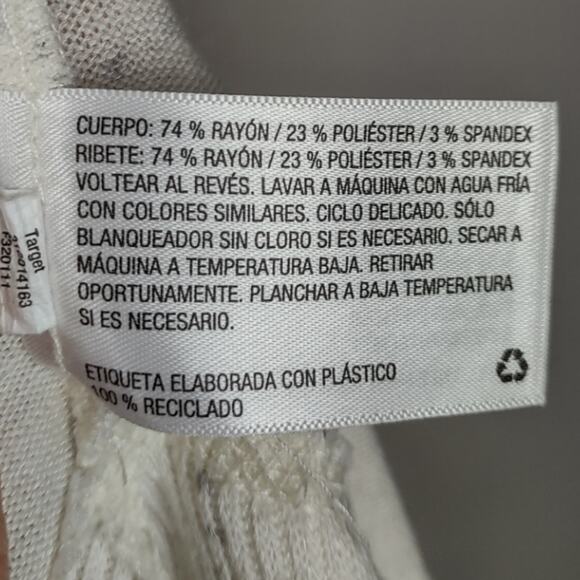 CUERPO: 74 % RAYÓN / 23 % POLIÉSTER / 3 % SPANDEX
RIBETE: 74 % RAYÓN / 23 % POLIÉSTER / 3 % SPANDEX
VOLTEAR AL REVÉS. LAVAR A MÁQUINA CON AGUA FRÍA
CON COLORES SIMILARES. CICLO DELICADO. SÓLO
BLANQUEADOR SIN CLORO SI ES NECESARIO. SECAR A
MÁQUINA A TEMPERATURA BAJA. RETIRAR
OPORTUNAMENTE. PLANCHAR A BAJA TEMPERATURA
SI ES NECESARIO.
ETIQUETA ELABORADA CON PLÁSTICO
100 % RECICLADO
Target